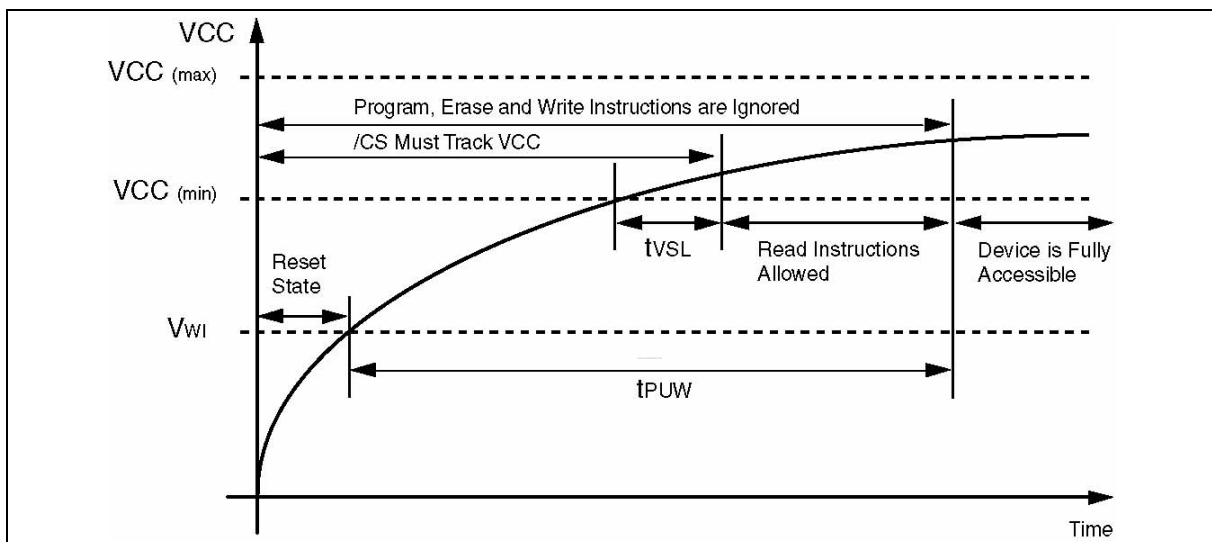 VCC
VCC (max)
Program, Erase and Write Instructions are Ignored
/CS Must Track VCC
VCC (min)
tVSL
Read Instructions
Allowed
Device is Fully
Accessible
Reset
State
VWI
tPUW
Time